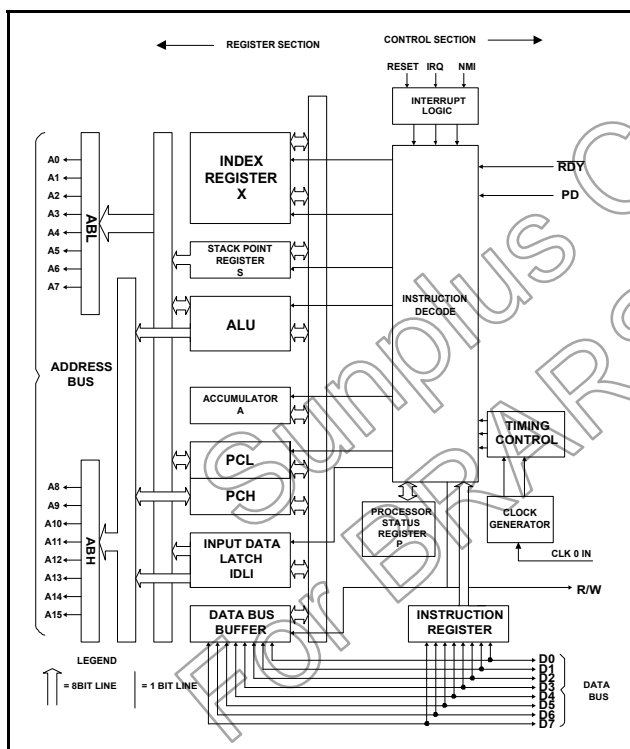 REGISTER SECTION
CONTROL SECTION
RESET IRQ NMI
INTERRUPT
LOGIC
A0
A1
A2
A3
A4
A5
A6
A7
ABL
INDEX
REGISTER
X
RDY
PD
STACK POINT
REGISTER
S
INSTRUCTION
DECODE
ALU
ADDRESS
BUS
ACCUMULATOR
A
TIMING
CONTROL
PCL
PCH
A8
A9
A10
A11
A12
A13
A14
A15
ABH
PROCESSOR
STATUS
REGISTER
P
CLOCK
GENERATOR
INPUT DATA
LATCH
IDLI
CLK 0 IN
R/W
DATA BUS
BUFFER
INSTRUCTION
REGISTER
LEGEND
= 8BIT LINE
= 1 BIT LINE
D0
D1
D2
D3
D4
D5
D6
D7
DATA
BUS
Sunplus C
For BRARS